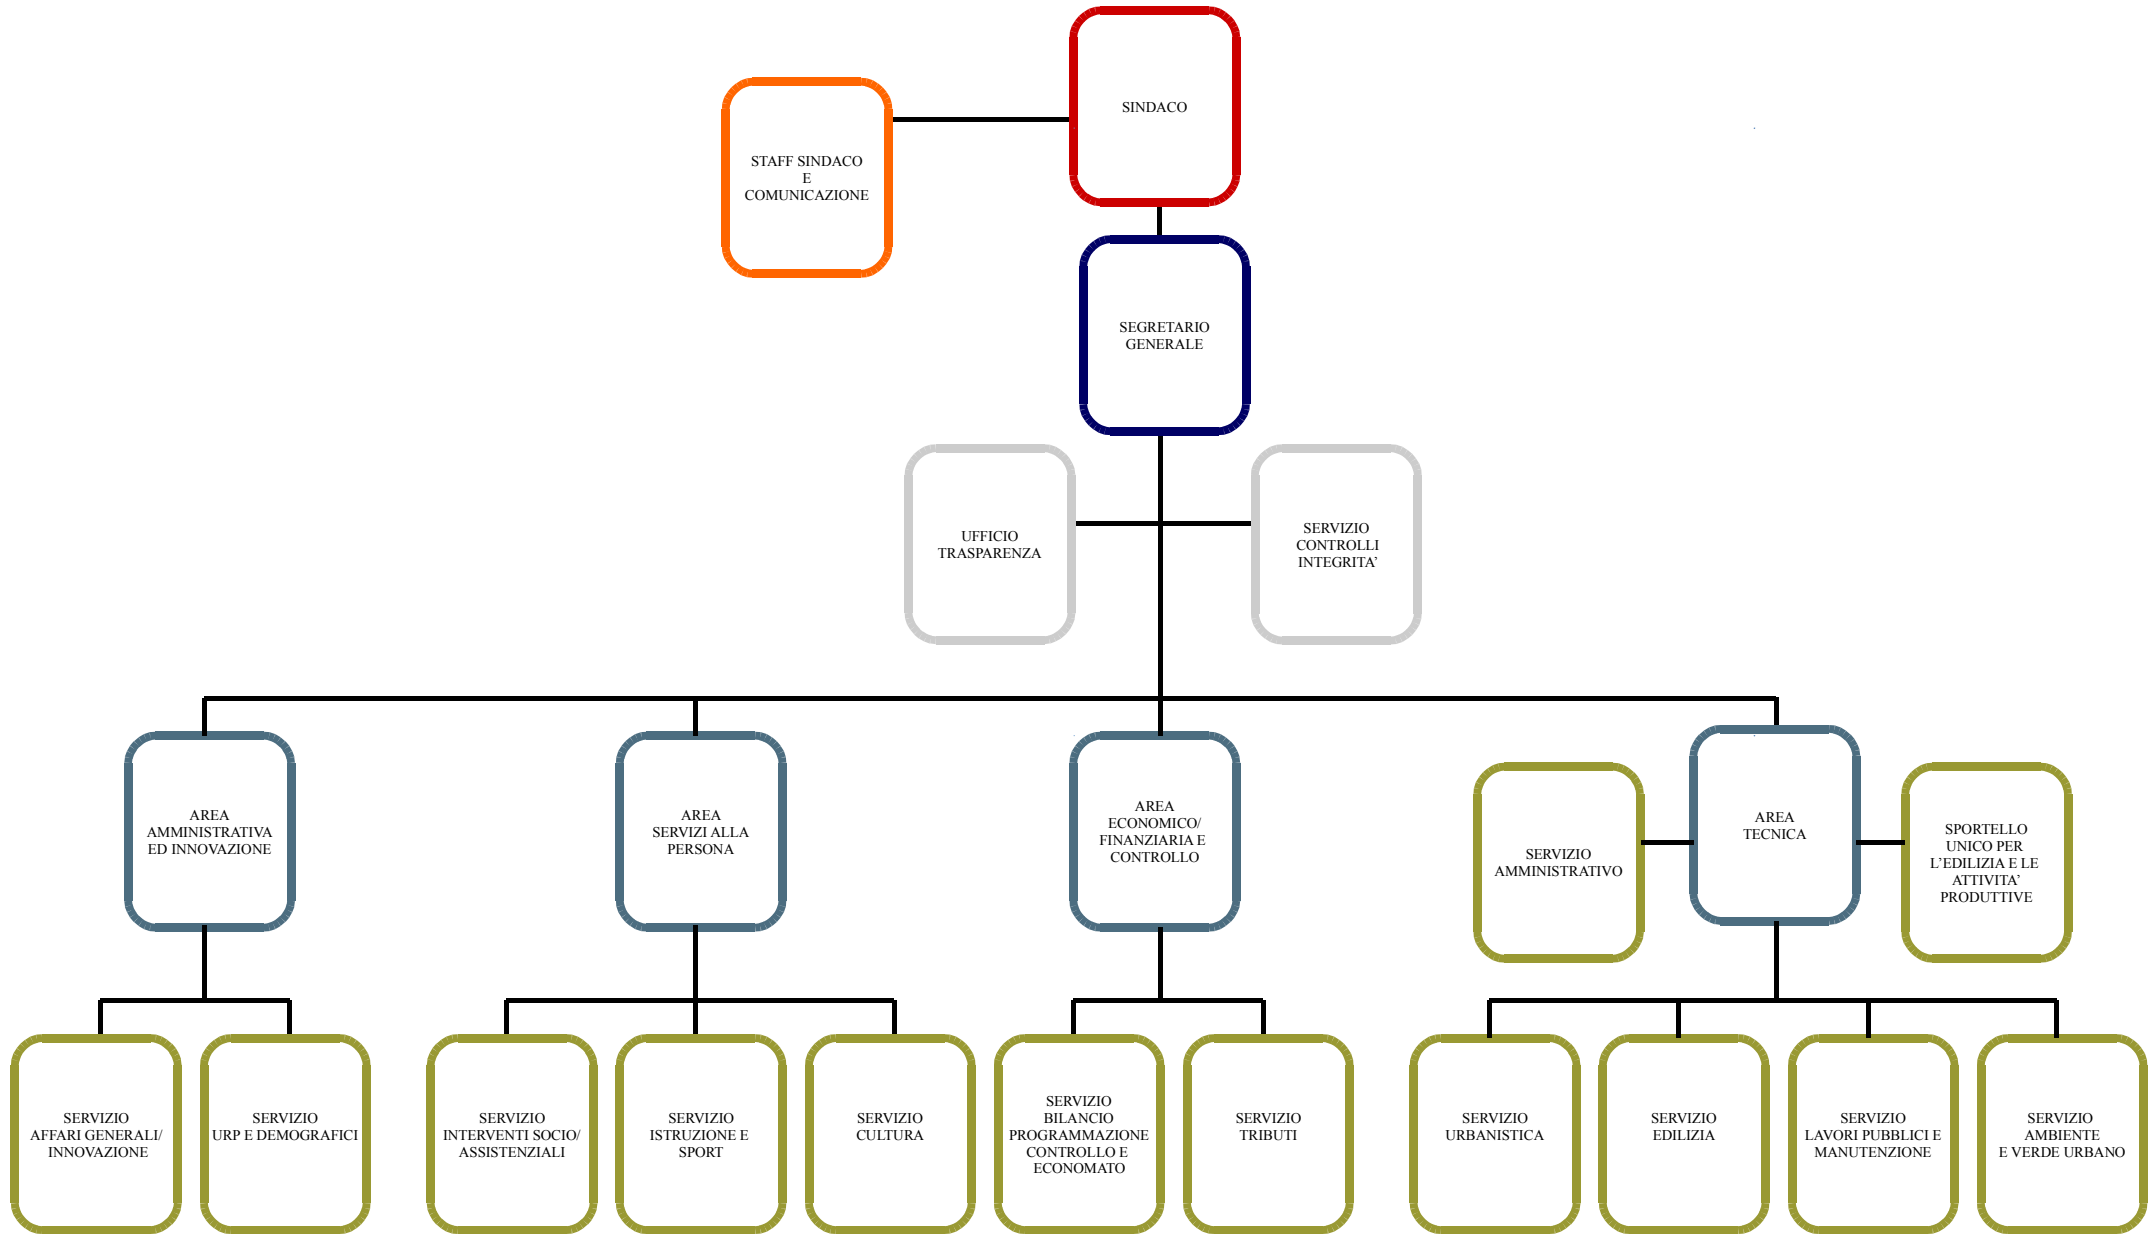 SINDACO
STAFF SINDACO
E
COMUNICAZIONE
SEGRETARIO
GENERALE
UFFICIO
TRASPARENZA
SERVIZIO
CONTROLLI
INTEGRITA’
AREA
AMMINISTRATIVA
ED INNOVAZIONE
AREA
SERVIZI ALLA
PERSONA
AREA
ECONOMICO/
FINANZIARIA E
CONTROLLO
SERVIZIO
AMMINISTRATIVO
AREA
TECNICA
SPORTELLO
UNICO PER
L’EDILIZIA E LE
ATTIVITA’
PRODUTTIVE
SERVIZIO
AFFARI GENERALI/
INNOVAZIONE
SERVIZIO
URP E DEMOGRAFICI
SERVIZIO
INTERVENTI SOCIO/
ASSISTENZIALI
SERVIZIO
ISTRUZIONE E
SPORT
SERVIZIO
CULTURA
SERVIZIO
BILANCIO
PROGRAMMAZIONE
CONTROLLO E
ECONOMATO
SERVIZIO
TRIBUTI
SERVIZIO
URBANISTICA
SERVIZIO
EDILIZIA
SERVIZIO
LAVORI PUBBLICI E
MANUTENZIONE
SERVIZIO
AMBIENTE
E VERDE URBANO